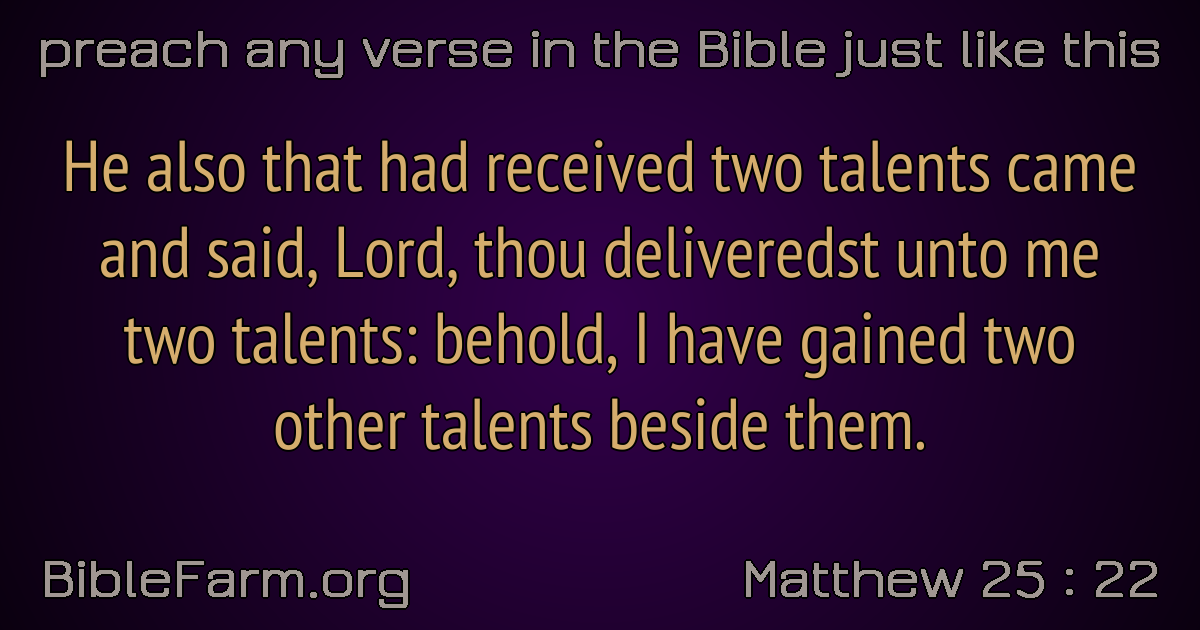 preach any verse in the Bible just like this
He also that had received two talents came
and said, Lord, thou deliveredst unto me
two talents: behold, I have gained two
other talents beside them.
BibleFarm.org
Matthew 25 : 22